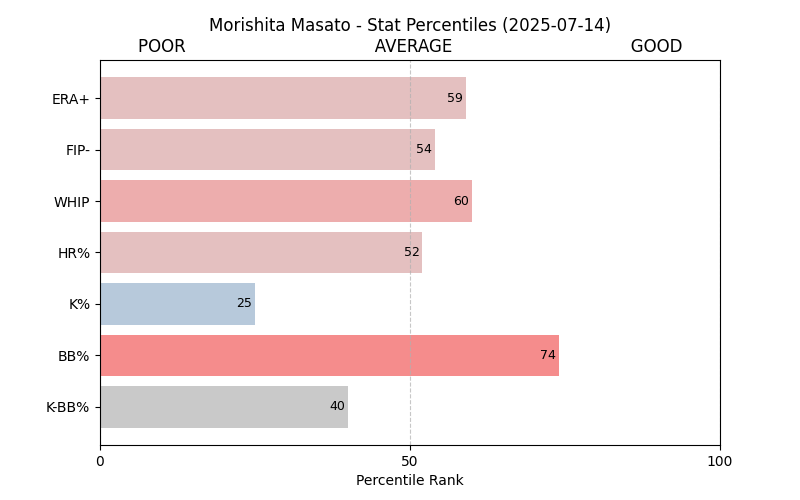 Morishita Masato - Stat Percentiles (2025-07-14)
POOR AVERAGE GOOD
ERA+ 59
FIP- 54
WHIP 60
HR% 52
K% 25
BB% 74
K-BB% 40
0 50 100
Percentile Rank